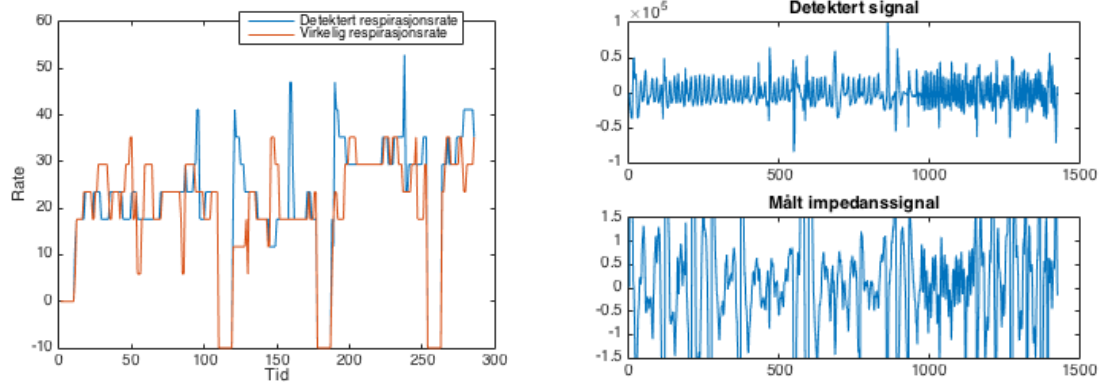 Detektert respirasjonsrate
Virkelig respirasjonsrate
60
50
40
30
20
10
0
-10
Rate
0 50 100 150 200 250 300
Tid
Detektert signal
×10^5
1
0.5
0
-0.5
-1
0 500 1000 1500
Målt impedanssignal
1.5
1
0.5
0
-0.5
-1
-1.5
0 500 1000 1500